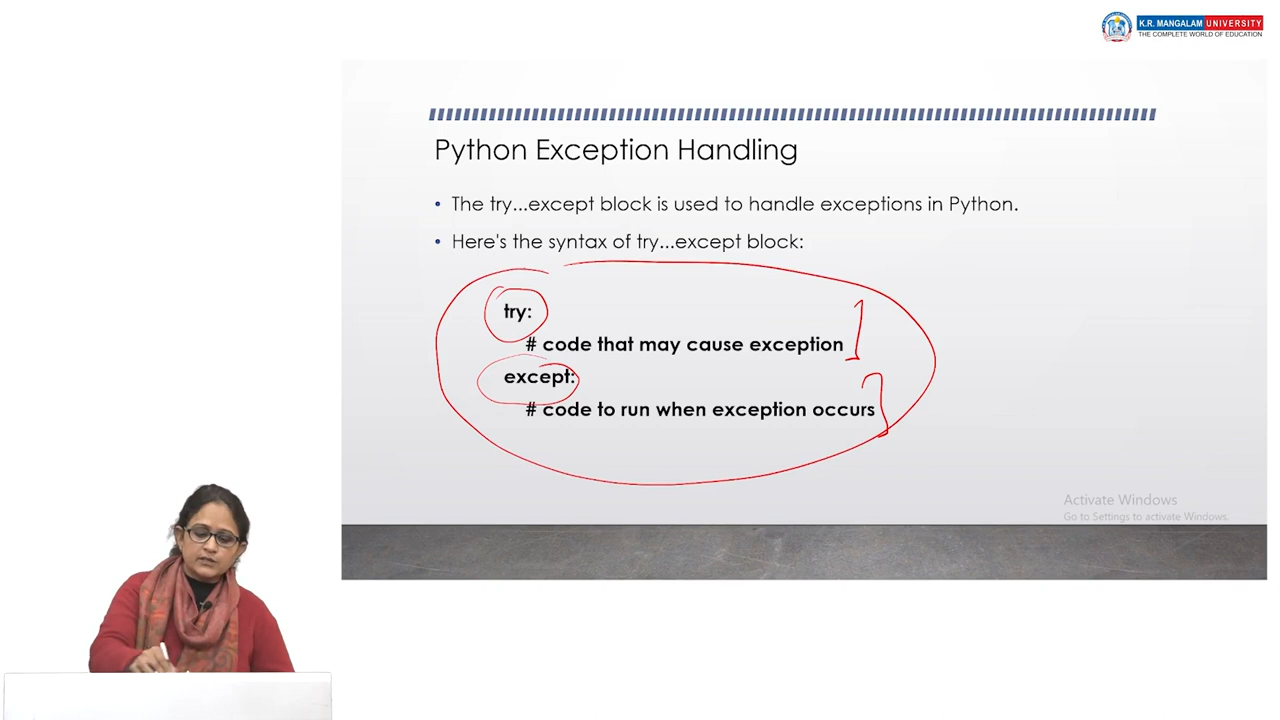 K.R. MANGALAM UNIVERSITY
THE COMPLETE WORLD OF EDUCATION
Python Exception Handling
• The try...except block is used to handle exceptions in Python.
• Here's the syntax of try...except block:
try:
# code that may cause exception
except:
# code to run when exception occurs
Activate Windows
Go to Settings to activate Windows.